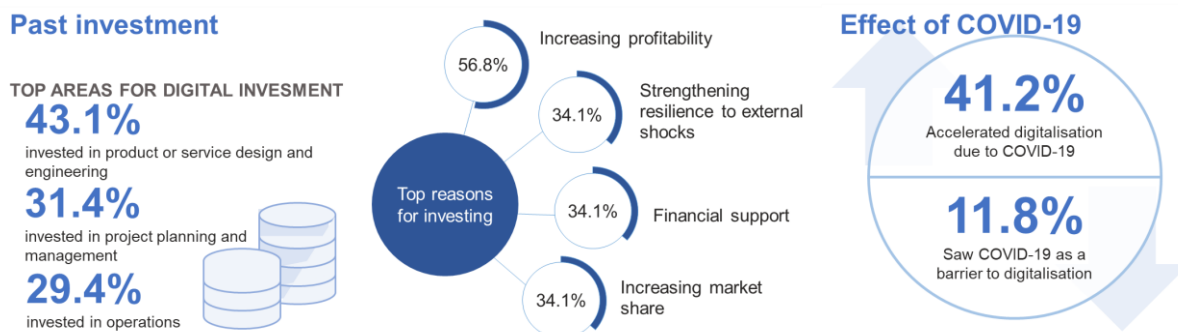 Past investment
TOP AREAS FOR DIGITAL INVESMENT
43.1%
invested in product or service design and
engineering
31.4%
invested in project planning and
management
29.4%
invested in operations
Top reasons
for investing
56.8%
Increasing profitability
34.1%
Strengthening
resilience to external
shocks
34.1%
Financial support
34.1%
Increasing market
share
Effect of COVID-19
41.2%
Accelerated digitalisation
due to COVID-19
11.8%
Saw COVID-19 as a
barrier to digitalisation